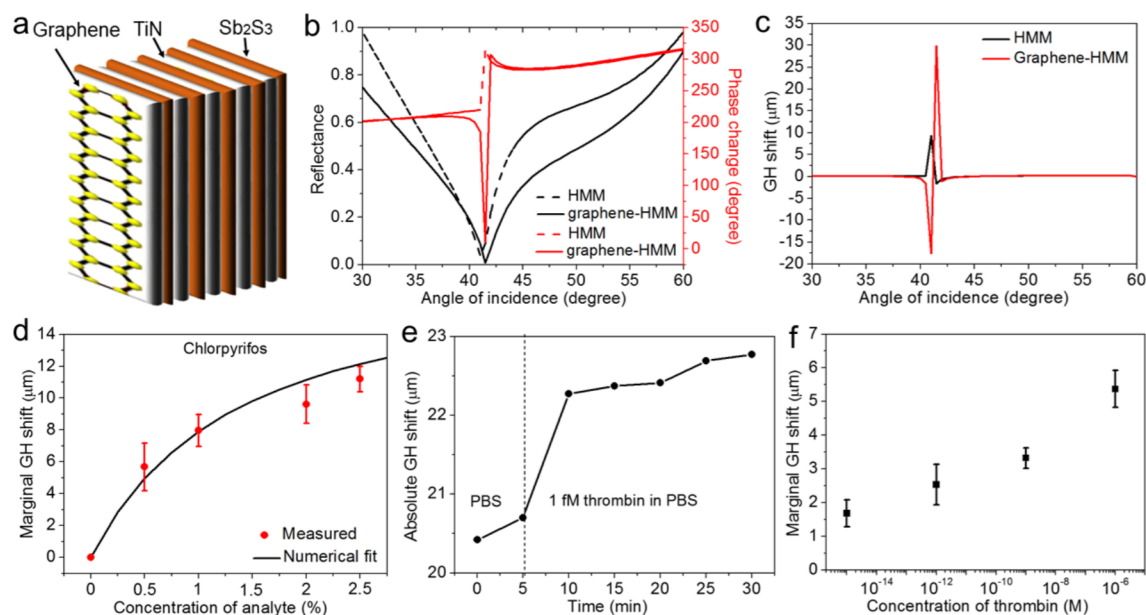 a
Graphene
TiN
Sb₂S₃
b
1.0
0.8
0.6
0.4
0.2
0.0
Reflectance
30
35
40
45
50
55
60
Angle of incidence (degree)
350
300
250
200
150
100
50
0
Phase change (degree)
HMM
graphene-HMM
HMM
graphene-HMM
c
35
30
25
20
15
10
5
0
-5
-10
-15
-20
GH shift (μm)
30
35
40
45
50
55
60
Angle of incidence (degree)
HMM
Graphene-HMM
d
Chlorpyrifos
14
12
10
8
6
4
2
0
Marginal GH shift (μm)
0
0.5
1.0
1.5
2.0
2.5
Concentration of analyte (%)
Measured
Numerical fit
e
23
22
21
20
Absolute GH shift (μm)
PBS
1 fM thrombin in PBS
0
5
10
15
20
25
30
Time (min)
f
7
6
5
4
3
2
1
0
Marginal GH shift (μm)
10⁻¹⁴
10⁻¹²
10⁻¹⁰
10⁻⁸
10⁻⁶
Concentration of thrombin (M)